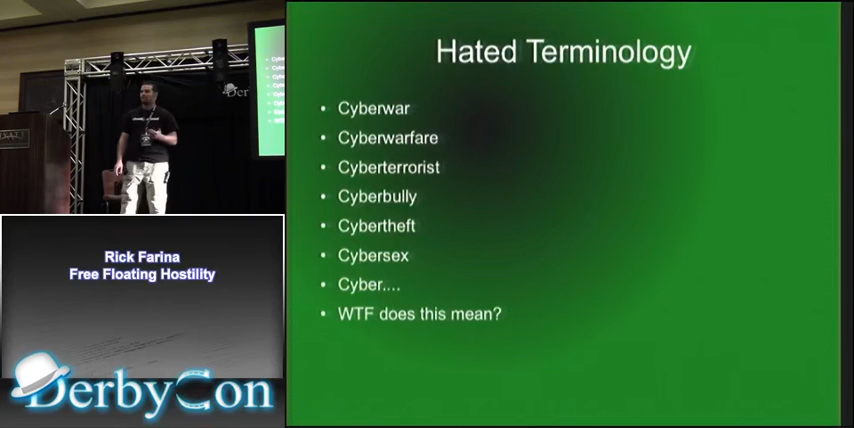 Hated Terminology
• Cyberwar
• Cyberwarfare
• Cyberterrorist
• Cyberbully
• Cybertheft
• Cybersex
• Cyber....
• WTF does this mean?
Rick Farina
Free Floating Hostility
DerbyCon